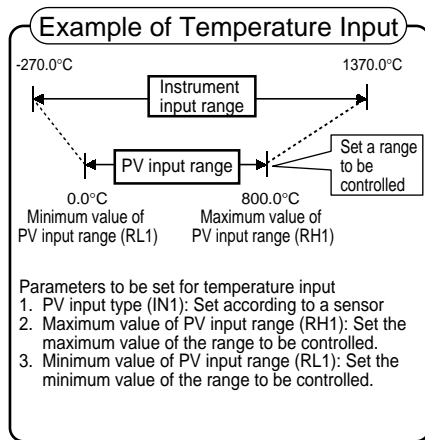 Example of Temperature Input
-270.0°C 1370.0°C
Instrument
input range
PV input range
Set a range
to be
controlled
0.0°C 800.0°C
Minimum value of Maximum value of
PV input range (RL1) PV input range (RH1)
Parameters to be set for temperature input
1. PV input type (IN1): Set according to a sensor
2. Maximum value of PV input range (RH1): Set the
maximum value of the range to be controlled.
3. Minimum value of PV input range (RL1): Set the
minimum value of the range to be controlled.